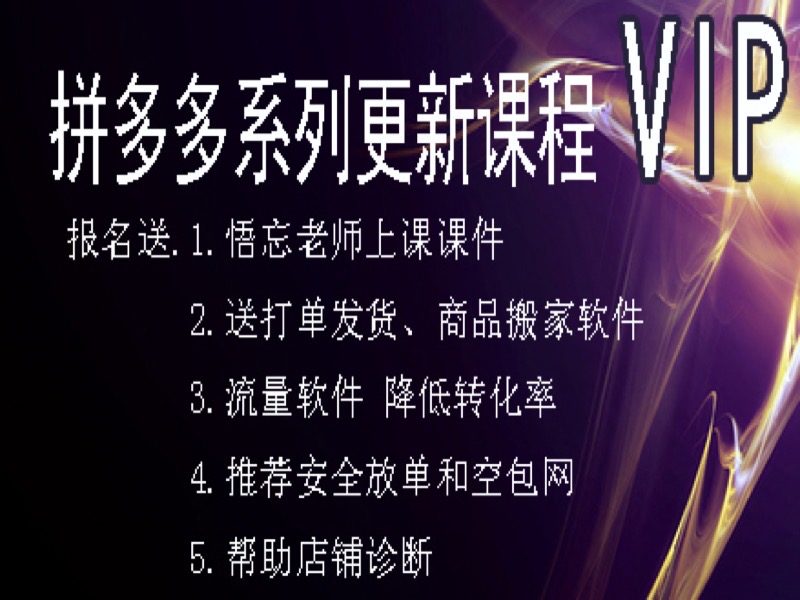 拼多多系列更新课程 VIP
报名送.1.悟忘老师上课课件
2.送打单发货、商品搬家软件
3.流量软件 降低转化率
4.推荐安全放单和空包网
5.帮助店铺诊断